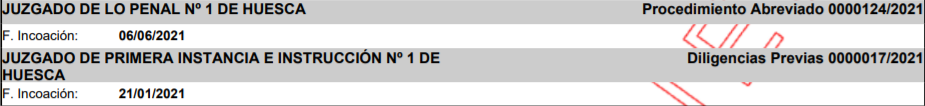 JUZGADO DE LO PENAL Nº 1 DE HUESCA Procedimiento Abreviado 0000124/2021
F. Incoación: 06/06/2021
JUZGADO DE PRIMERA INSTANCIA E INSTRUCCIÓN Nº 1 DE HUESCA Diligencias Previas 0000017/2021
F. Incoación: 21/01/2021